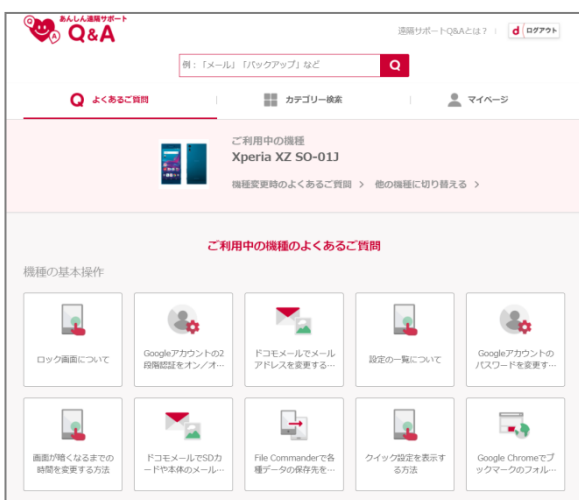 あんしん遠隔サポート
Q&A
遠隔サポートQ&Aとは?
d ログアウト
例:「メール」「バックアップ」など
Q
Q よくあるご質問
カテゴリー検索
マイページ
ご利用中の機種
Xperia XZ SO-01J
機種変更時のよくあるご質問 >
他の機種に切り替える >
ご利用中の機種のよくあるご質問
機種の基本操作
ロック画面について
Googleアカウントの2
段階認証をオン／オ…
ドコモメールでメール
アドレスを変更する…
設定の一覧について
Googleアカウントの
パスワードを変更す…
画面が暗くなるまでの
時間を変更する方法
ドコモメールでSDカ
ードや本体のメール…
File Commanderで各
種データの保存先を…
クイック設定を表示す
る方法
Google Chromeでブ
ックマークのフォル…